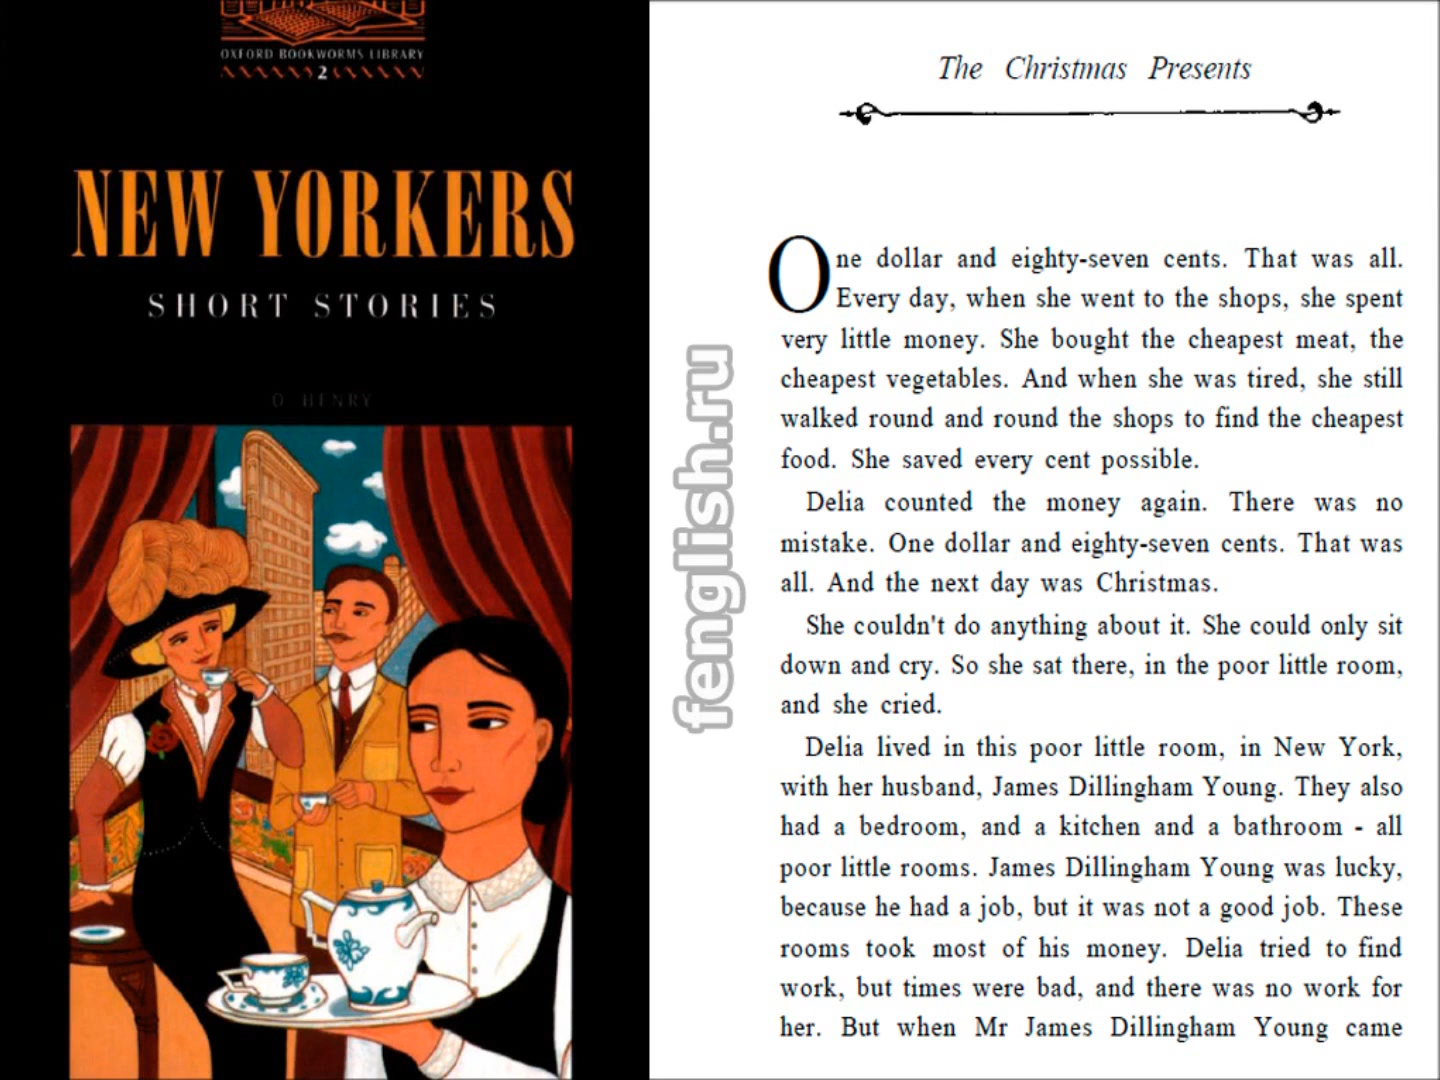 OXFORD BOOKWORMS LIBRARY
2
NEW YORKERS
SHORT STORIES
O. HENRY
fenglish.ru
The Christmas Presents
One dollar and eighty-seven cents. That was all.
Every day, when she went to the shops, she spent
very little money. She bought the cheapest meat, the
cheapest vegetables. And when she was tired, she still
walked round and round the shops to find the cheapest
food. She saved every cent possible.
Delia counted the money again. There was no
mistake. One dollar and eighty-seven cents. That was
all. And the next day was Christmas.
She couldn't do anything about it. She could only sit
down and cry. So she sat there, in the poor little room,
and she cried.
Delia lived in this poor little room, in New York,
with her husband, James Dillingham Young. They also
had a bedroom, and a kitchen and a bathroom - all
poor little rooms. James Dillingham Young was lucky,
because he had a job, but it was not a good job. These
rooms took most of his money. Delia tried to find
work, but times were bad, and there was no work for
her. But when Mr James Dillingham Young came